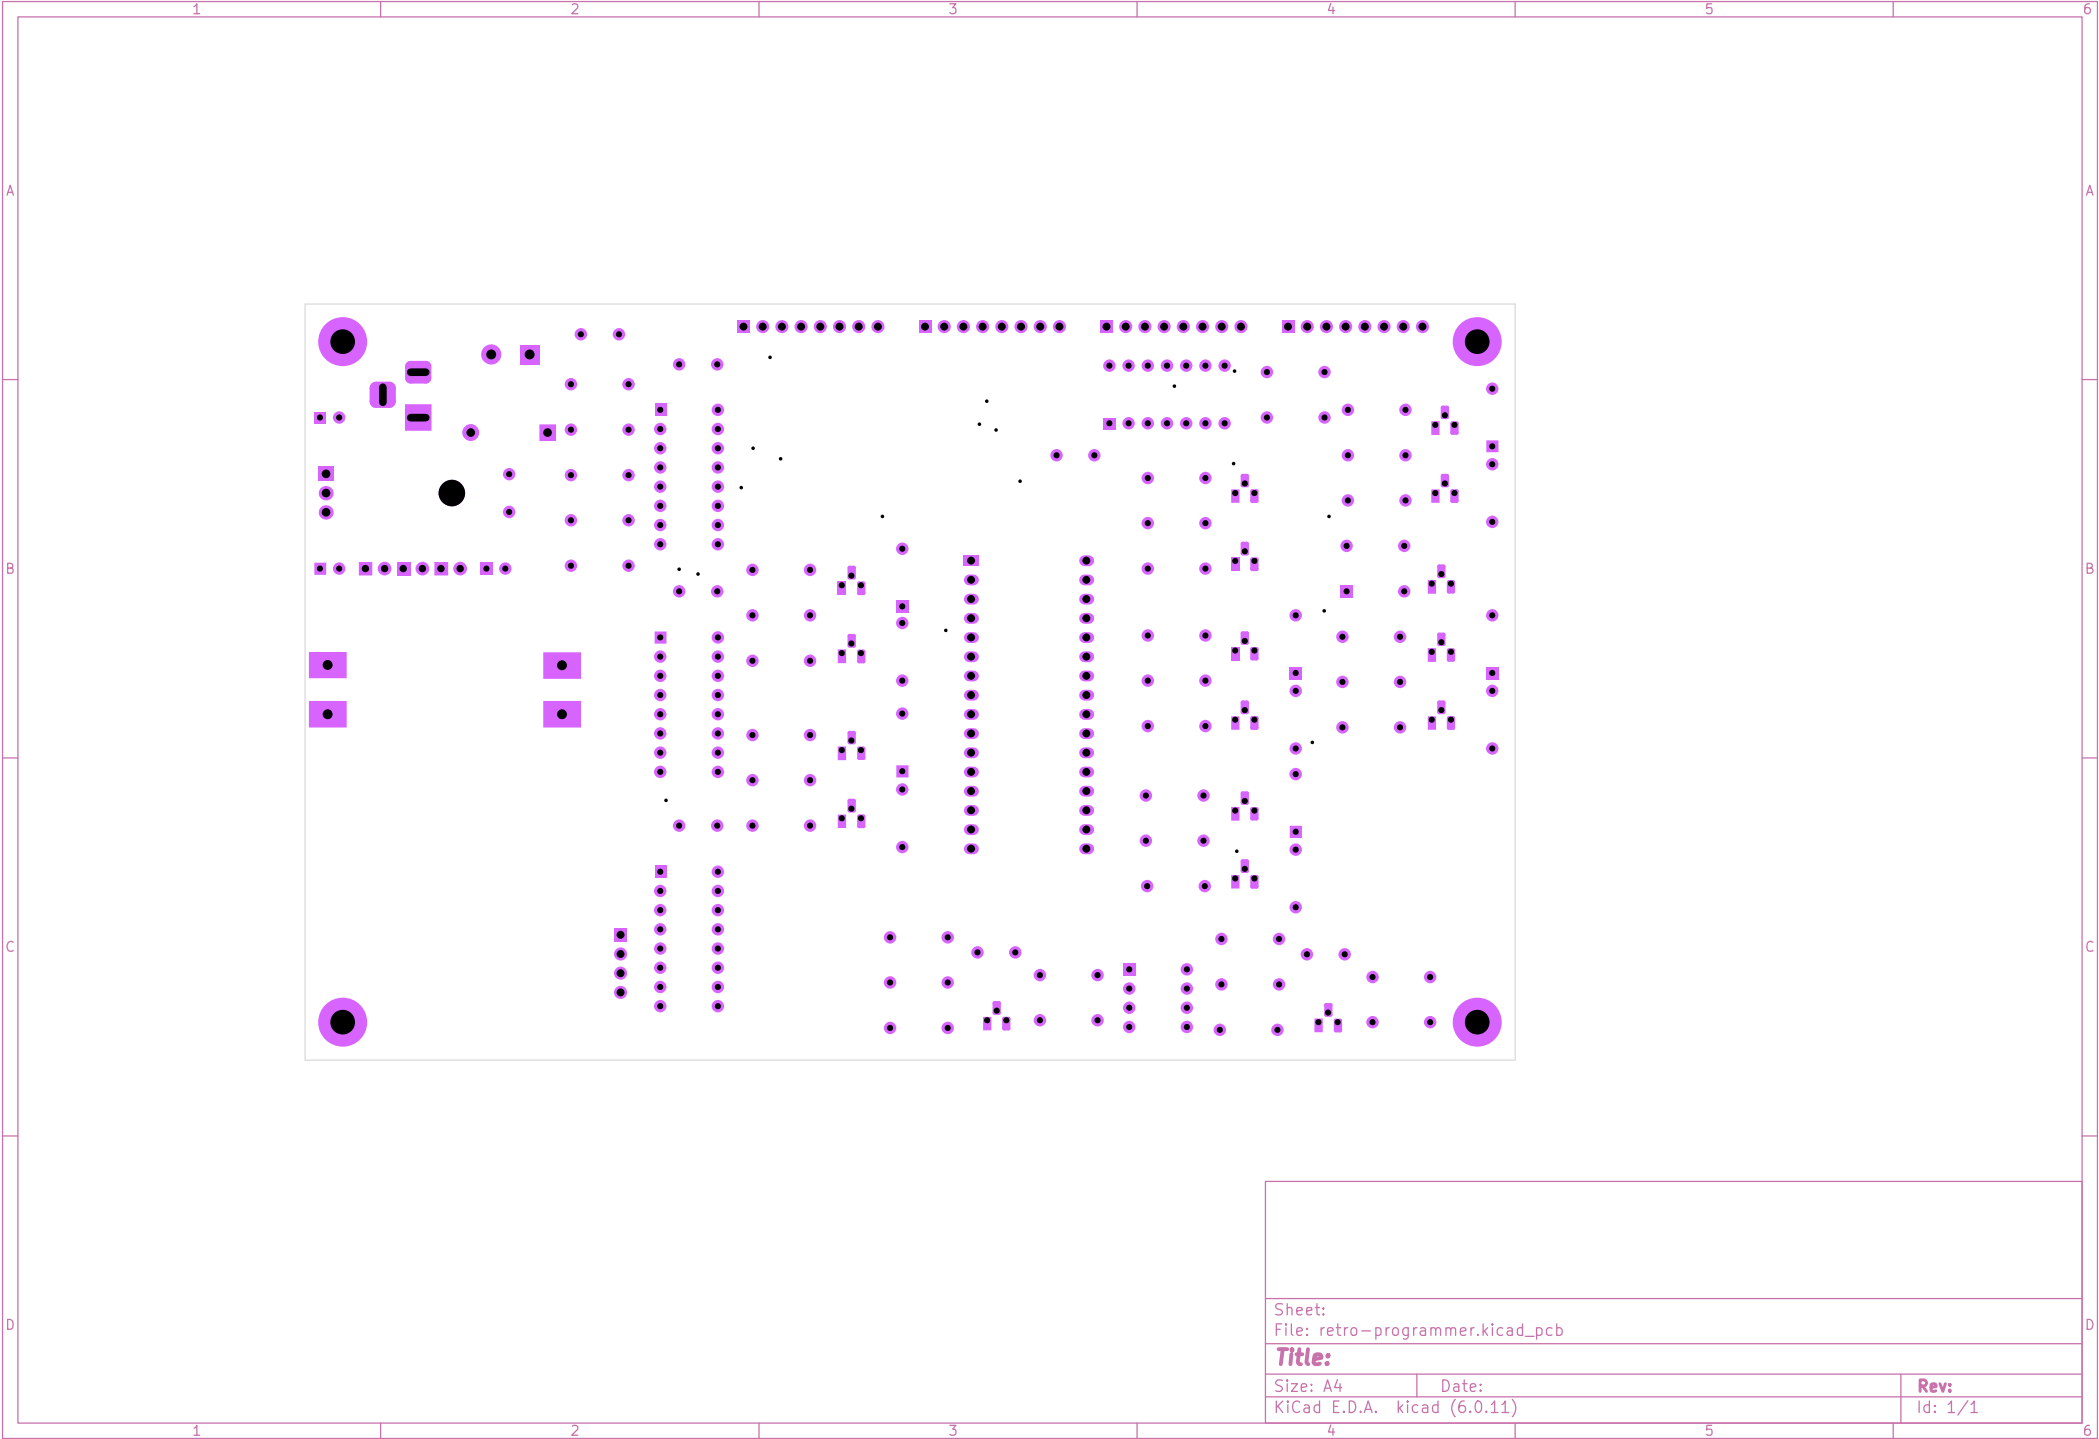 1 2 3 4 5 6
A A
B B
C C
Sheet:
File: retro-programmer.kicad_pcb
D D
Title:
Size: A4 Date: Rev:
KiCad E.D.A. kicad (6.0.11) Id: 1/1
1 2 3 4 5 6